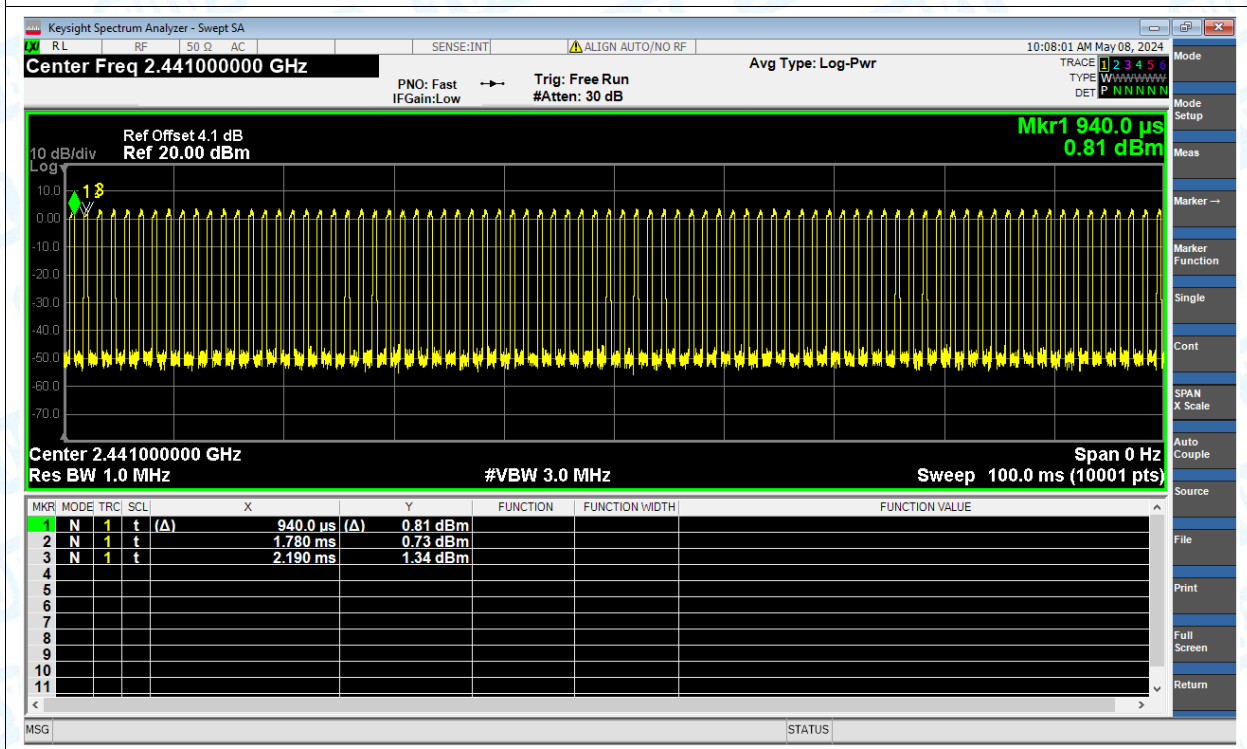 Keysight Spectrum Analyzer - Swept SA
LXI RL RF 50 Ω AC SENSE:INT ALIGN AUTO/NO RF 10:08:01 AM May 08, 2024
Center Freq 2.441000000 GHz
PNO: Fast
IFGain:Low
Trig: Free Run
#Atten: 30 dB
Avg Type: Log-Pwr
TRACE 1 2 3 4 5 6
TYPE WWWWWW
DET P N N N N N
Ref Offset 4.1 dB
10 dB/div Ref 20.00 dBm
Log
Mkr1 940.0 µs
0.81 dBm
10.0
0.00
-10.0
-20.0
-30.0
-40.0
-50.0
-60.0
-70.0
1 2 3
Center 2.441000000 GHz Span 0 Hz
Res BW 1.0 MHz #VBW 3.0 MHz Sweep 100.0 ms (10001 pts)
MKR MODE TRC SCL X Y FUNCTION FUNCTION WIDTH FUNCTION VALUE
1 N 1 t (Δ) 940.0 µs (Δ) 0.81 dBm
2 N 1 t 1.780 ms 0.73 dBm
3 N 1 t 2.190 ms 1.34 dBm
4
5
6
7
8
9
10
11
MSG STATUS
Mode
Mode
Setup
Meas
Marker →
Marker
Function
Single
Cont
SPAN
X Scale
Auto
Couple
Source
File
Print
Full
Screen
Return